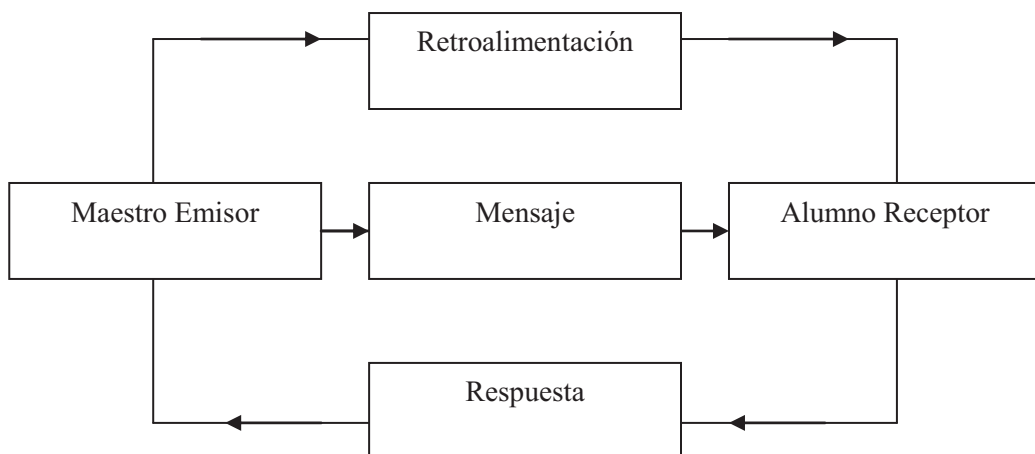 Retroalimentación
Maestro Emisor
Mensaje
Alumno Receptor
Respuesta